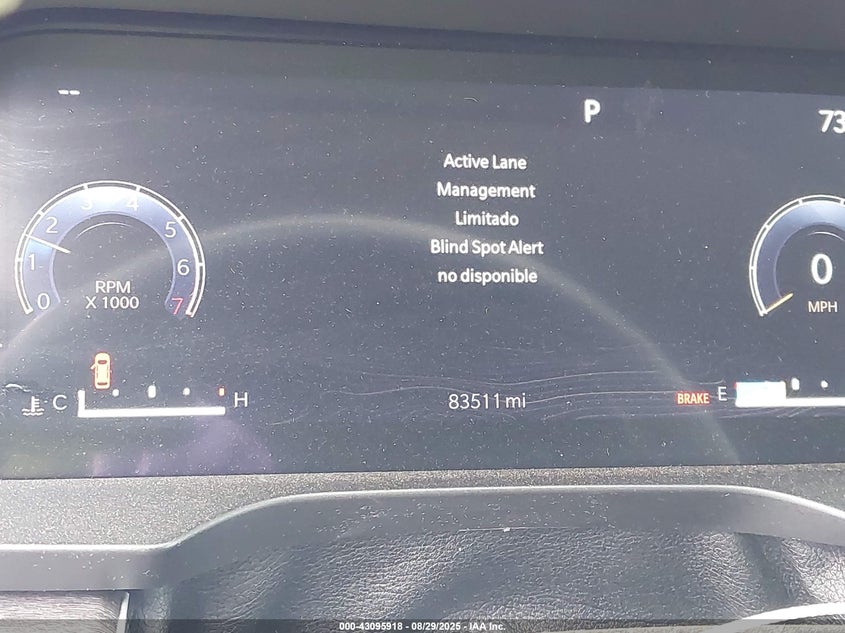 --
P
73
Active Lane
Management
Limitado
Blind Spot Alert
no disponible
0 1 2 3 4 5 6 7
RPM
X 1000
0
MPH
C H
83511 mi
BRAKE E
000-43095918 - 08/29/2025 - IAA Inc.